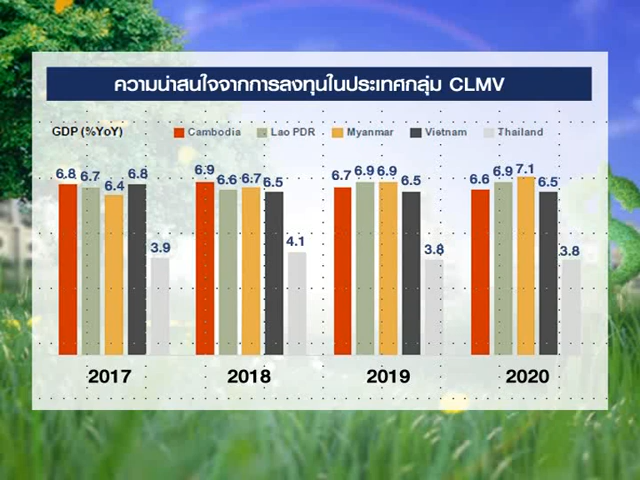 ความน่าสนใจจากการลงทุนในประเทศกลุ่ม CLMV
GDP (%YoY) Cambodia Lao PDR Myanmar Vietnam Thailand
6.8 6.7 6.4 6.8 3.9 6.9 6.6 6.7 6.5 4.1 6.7 6.9 6.9 6.5 3.8 6.6 6.9 7.1 6.5 3.8
2017 2018 2019 2020